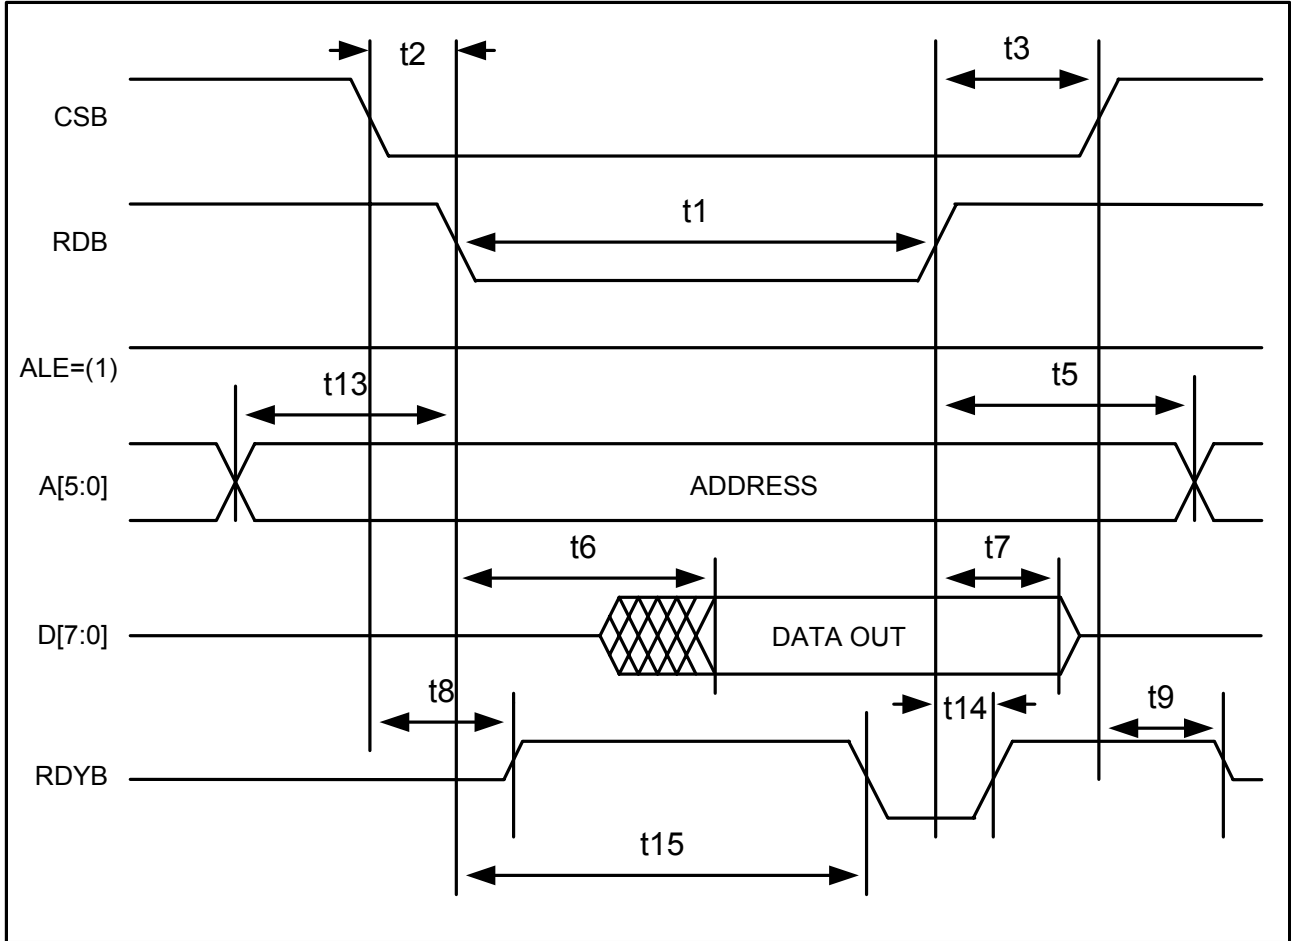 t2
t3
CSB
t1
RDB
ALE=(1)
t13
t5
A[5:0]
ADDRESS
t6
t7
D[7:0]
DATA OUT
t8
t14
t9
RDYB
t15